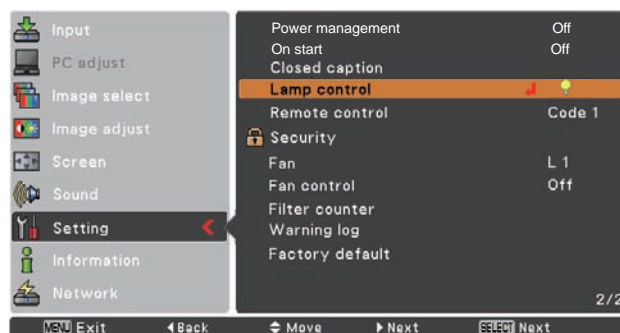 Input
PC adjust
Image select
Image adjust
Screen
Sound
Setting
Information
Network
Power management Off
On start Off
Closed caption
Lamp control
Remote control Code 1
Security
Fan L 1
Fan control Off
Filter counter
Warning log
Factory default
2/2
MENU Exit Back Move Next SELECT Next